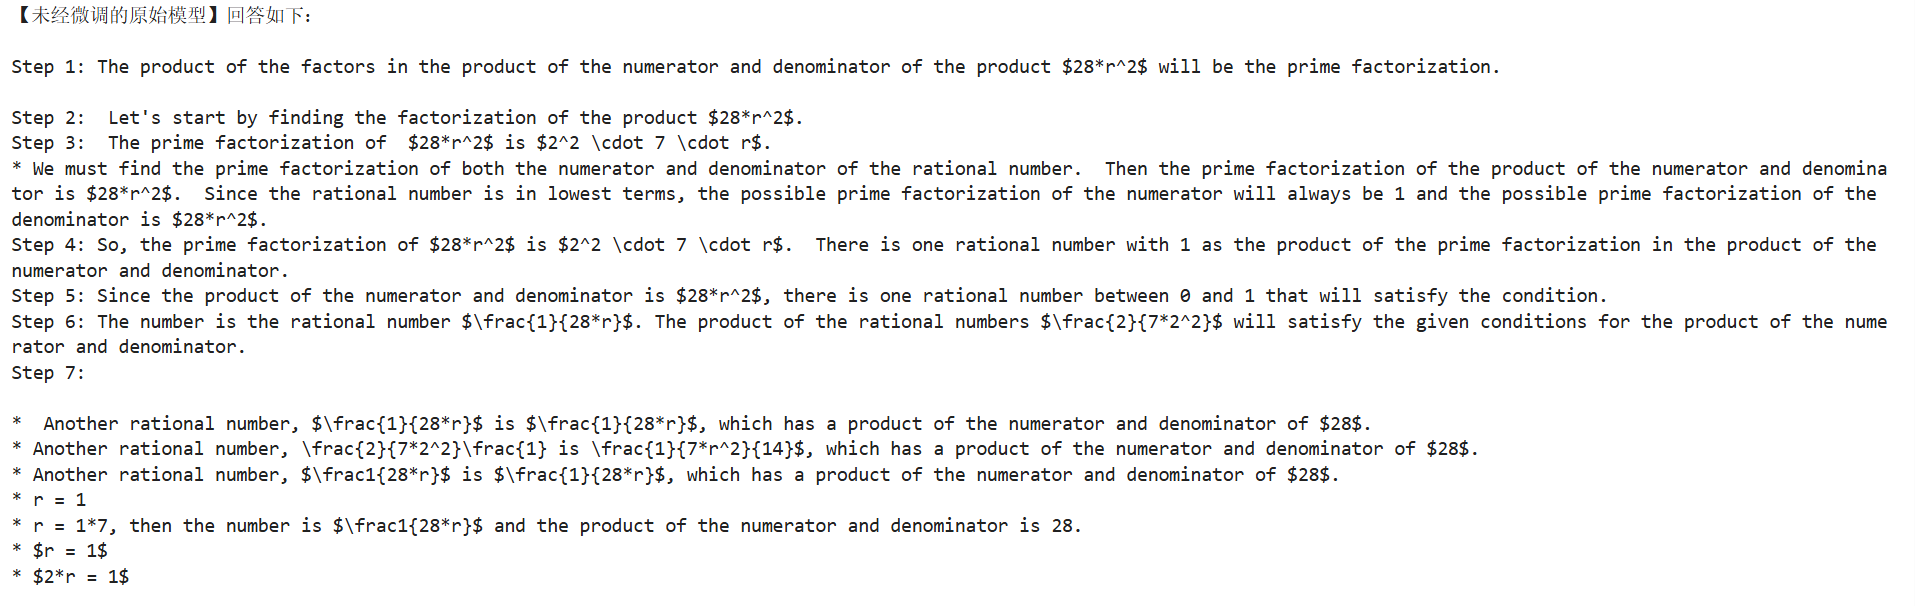 【未经微调的原始模型】回答如下:
Step 1: The product of the factors in the product of the numerator and denominator of the product $28*r^2$ will be the prime factorization.
Step 2:  Let's start by finding the factorization of the product $28*r^2$.
Step 3:  The prime factorization of  $28*r^2$ is $2^2 \cdot 7 \cdot r$.
* We must find the prime factorization of both the numerator and denominator of the rational number.  Then the prime factorization of the product of the numerator and denomina
tor is $28*r^2$.  Since the rational number is in lowest terms, the possible prime factorization of the numerator will always be 1 and the possible prime factorization of the
denominator is $28*r^2$.
Step 4: So, the prime factorization of $28*r^2$ is $2^2 \cdot 7 \cdot r$.  There is one rational number with 1 as the product of the prime factorization in the product of the
numerator and denominator.
Step 5: Since the product of the numerator and denominator is $28*r^2$, there is one rational number between 0 and 1 that will satisfy the condition.
Step 6: The number is the rational number $\frac{1}{28*r}$. The product of the rational numbers $\frac{2}{7*2^2}$ will satisfy the given conditions for the product of the nume
rator and denominator.
Step 7:
*  Another rational number, $\frac{1}{28*r}$ is $\frac{1}{28*r}$, which has a product of the numerator and denominator of $28$.
* Another rational number, \frac{2}{7*2^2}\frac{1} is \frac{1}{7*r^2}{14}$, which has a product of the numerator and denominator of $28$.
* Another rational number, $\frac1{28*r}$ is $\frac{1}{28*r}$, which has a product of the numerator and denominator of $28$.
* r = 1
* r = 1*7, then the number is $\frac1{28*r}$ and the product of the numerator and denominator is 28.
* $r = 1$
* $2*r = 1$